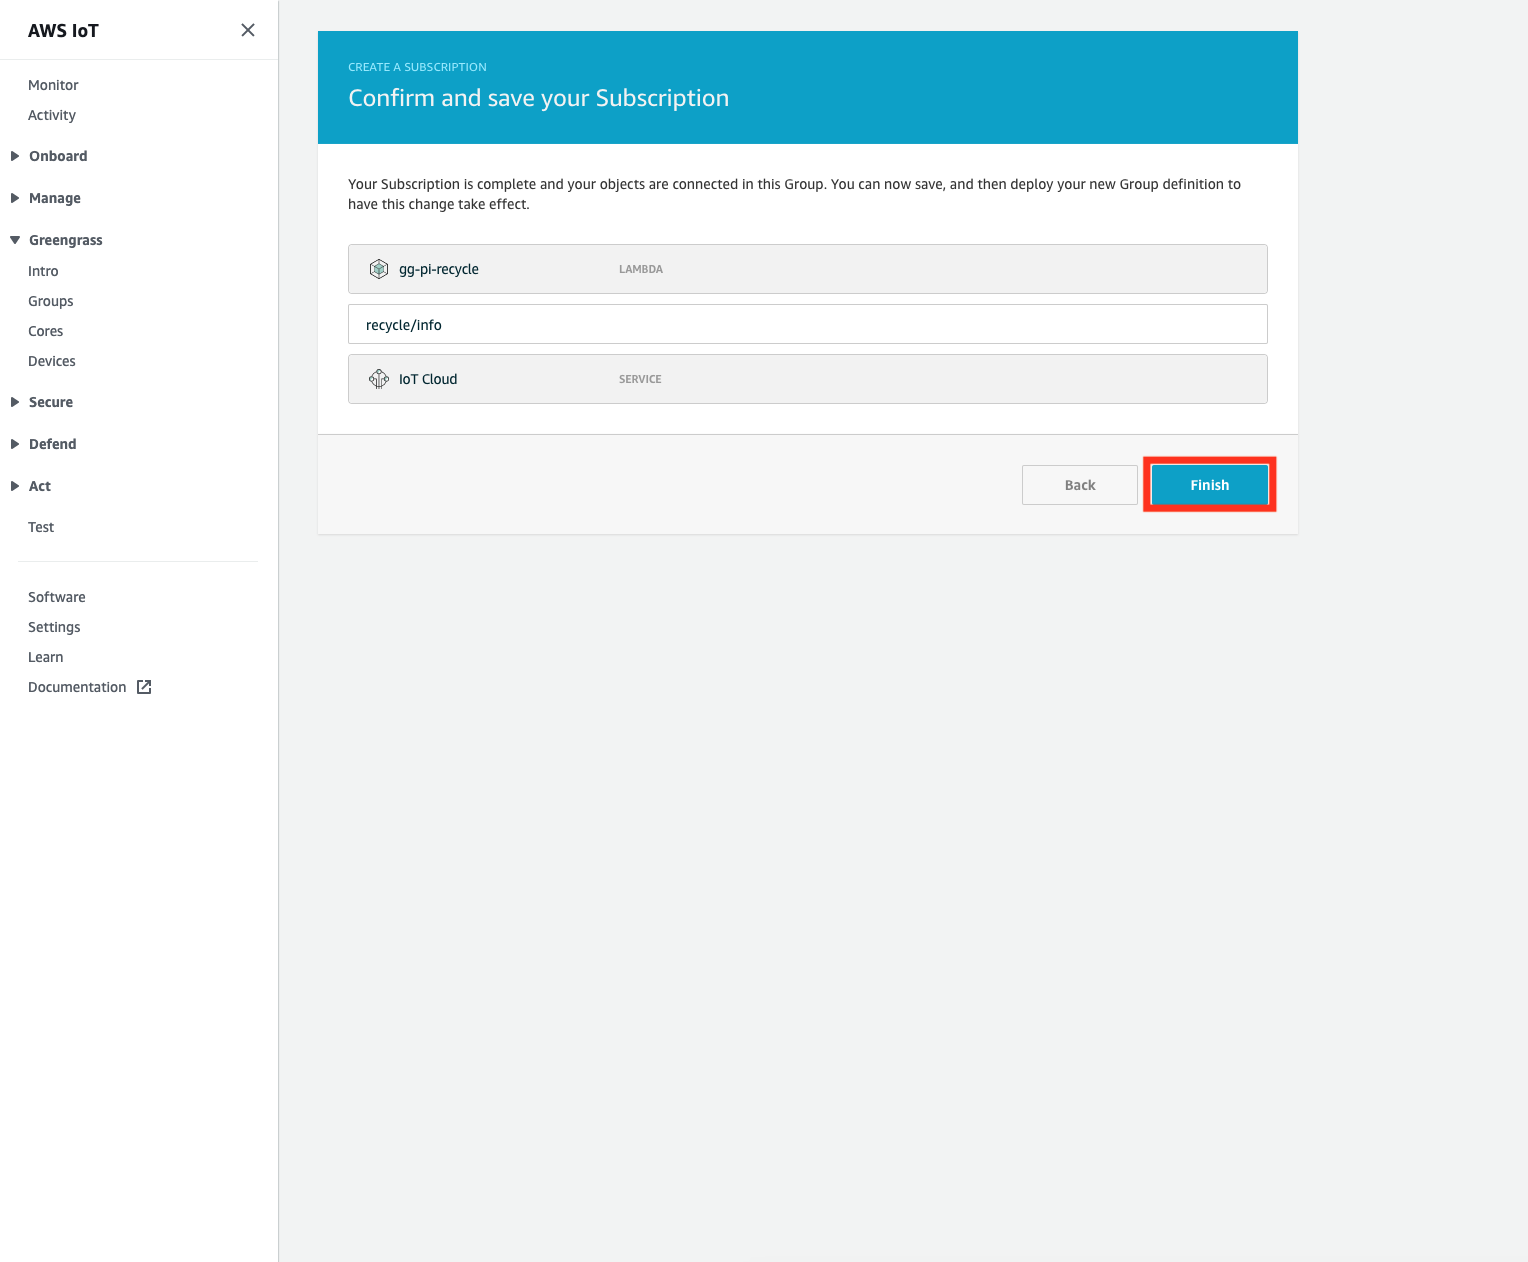 AWS IoT
Monitor
Activity
Onboard
Manage
Greengrass
Intro
Groups
Cores
Devices
Secure
Defend
Act
Test
Software
Settings
Learn
Documentation
CREATE A SUBSCRIPTION
Confirm and save your Subscription
Your Subscription is complete and your objects are connected in this Group. You can now save, and then deploy your new Group definition to
have this change take effect.
gg-pi-recycle LAMBDA
recycle/info
IoT Cloud SERVICE
Back Finish